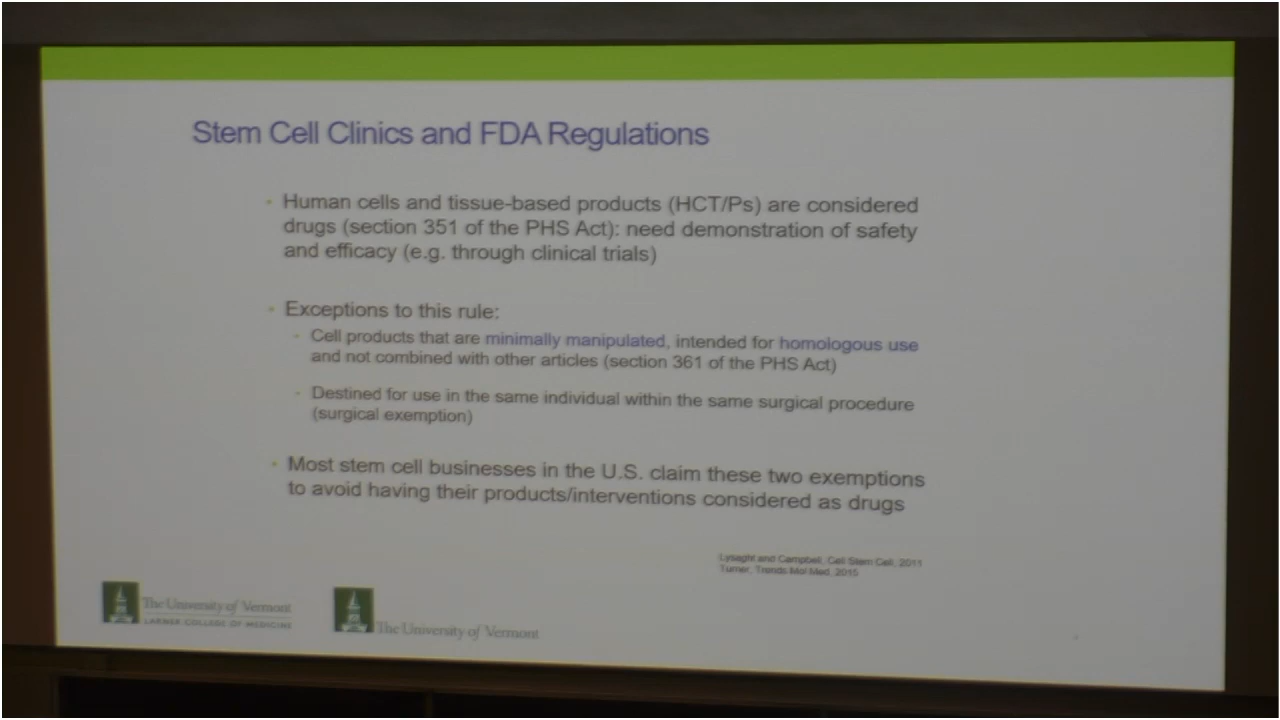 Stem Cell Clinics and FDA Regulations
• Human cells and tissue-based products (HCT/Ps) are considered
drugs (section 351 of the PHS Act): need demonstration of safety
and efficacy (e.g. through clinical trials)
• Exceptions to this rule:
• Cell products that are minimally manipulated, intended for homologous use
and not combined with other articles (section 361 of the PHS Act)
• Destined for use in the same individual within the same surgical procedure
(surgical exemption)
• Most stem cell businesses in the U.S. claim these two exemptions
to avoid having their products/interventions considered as drugs
Lysaght and Campbell, Cell Stem Cell, 2011
Turner, Trends Mol Med, 2015
The University of Vermont
LARNER COLLEGE OF MEDICINE
The University of Vermont